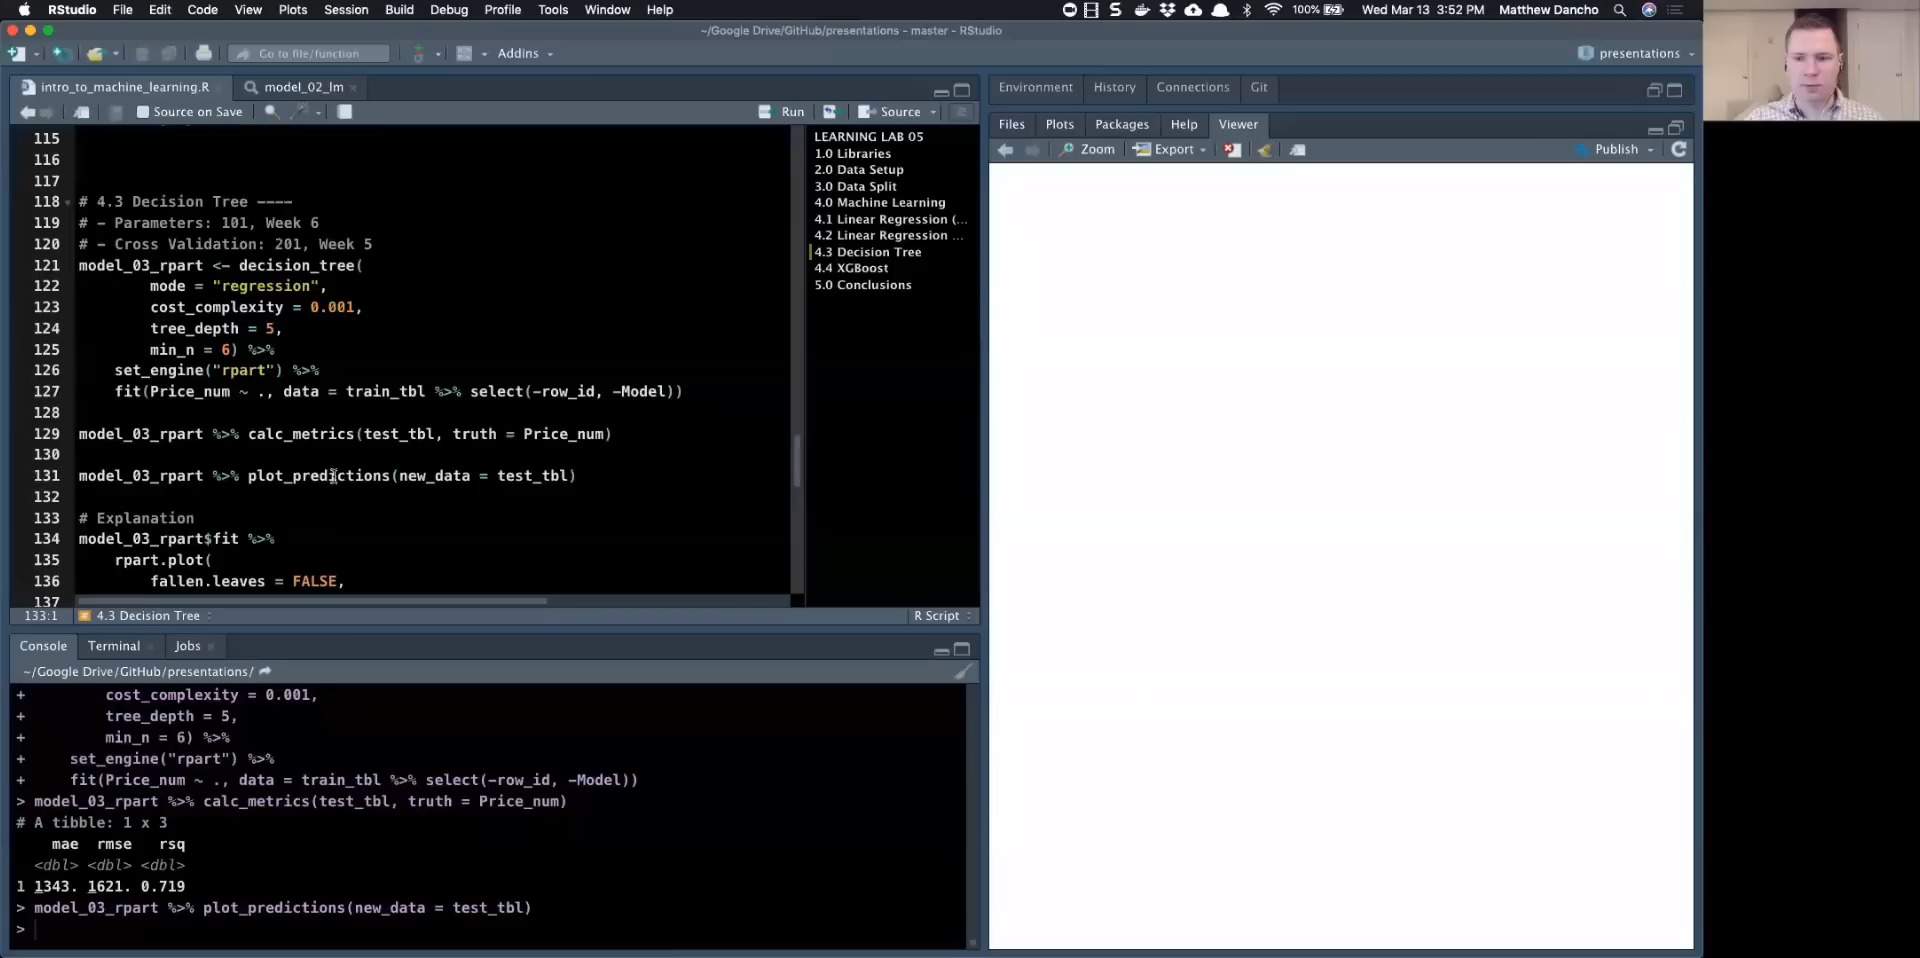 RStudio File Edit Code View Plots Session Build Debug Profile Tools Window Help 100% Wed Mar 13 3:52 PM Matthew Dancho
~/Google Drive/GitHub/presentations - master - RStudio
Go to file/function Addins presentations
intro_to_machine_learning.R model_02_lm
Source on Save Run Source
115
116
117
118 # 4.3 Decision Tree ----
119 # - Parameters: 101, Week 6
120 # - Cross Validation: 201, Week 5
121 model_03_rpart <- decision_tree(
122 mode = "regression",
123 cost_complexity = 0.001,
124 tree_depth = 5,
125 min_n = 6) %>%
126 set_engine("rpart") %>%
127 fit(Price_num ~ ., data = train_tbl %>% select(-row_id, -Model))
128
129 model_03_rpart %>% calc_metrics(test_tbl, truth = Price_num)
130
131 model_03_rpart %>% plot_predictions(new_data = test_tbl)
132
133 # Explanation
134 model_03_rpart$fit %>%
135 rpart.plot(
136 fallen.leaves = FALSE,
137
133:1 4.3 Decision Tree R Script
LEARNING LAB 05
1.0 Libraries
2.0 Data Setup
3.0 Data Split
4.0 Machine Learning
4.1 Linear Regression (...
4.2 Linear Regression ...
4.3 Decision Tree
4.4 XGBoost
5.0 Conclusions
Console Terminal Jobs
~/Google Drive/GitHub/presentations/
+ cost_complexity = 0.001,
+ tree_depth = 5,
+ min_n = 6) %>%
+ set_engine("rpart") %>%
+ fit(Price_num ~ ., data = train_tbl %>% select(-row_id, -Model))
> model_03_rpart %>% calc_metrics(test_tbl, truth = Price_num)
# A tibble: 1 x 3
mae rmse rsq
<dbl> <dbl> <dbl>
1 1343. 1621. 0.719
> model_03_rpart %>% plot_predictions(new_data = test_tbl)
>
Environment History Connections Git
Files Plots Packages Help Viewer
Zoom Export Publish